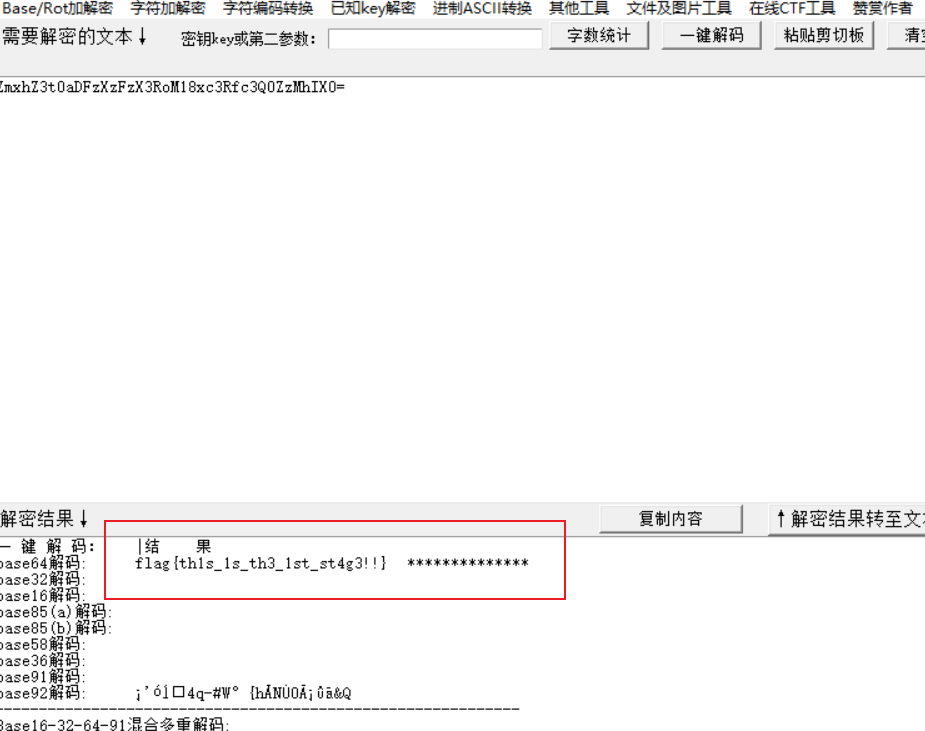 Base/Rot加解密 字符加解密 字符编码转换 已知key解密 进制ASCII转换 其他工具 文件及图片工具 在线CTF工具 赞赏作者
需要解密的文本↓ 密钥key或第二参数: 字数统计 一键解码 粘贴剪切板 清空
ZmxhZ3t0aDFzXzFzX3RoM18xc3Rfc3Q0ZzMhIX0=
解密结果↓ 复制内容 ↑解密结果转至文本
一 键 解 码: |结 果
base64解码: flag{th1s_1s_th3_1st_st4g3!!} **************
base32解码:
base16解码:
base85(a)解码:
base85(b)解码:
base58解码:
base36解码:
base91解码:
base92解码:
Base16-32-64-91混合多重解码: